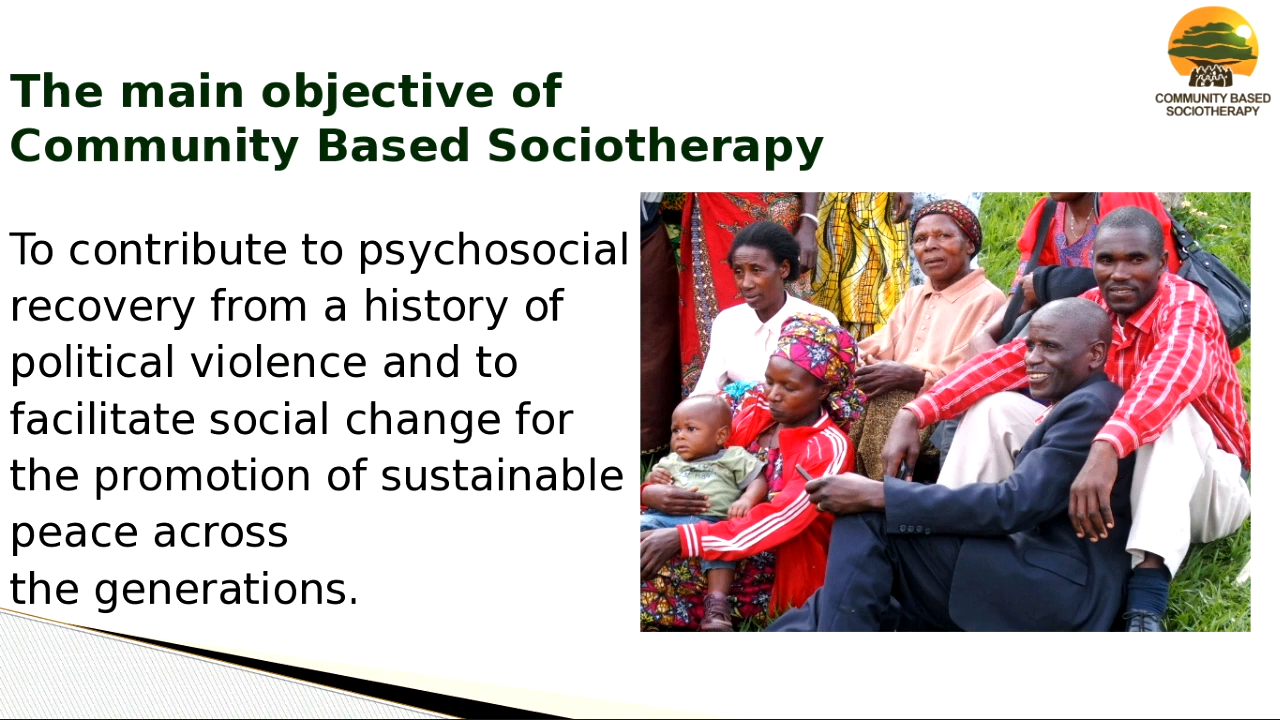 The main objective of
Community Based Sociotherapy
COMMUNITY BASED
SOCIOTHERAPY
To contribute to psychosocial
recovery from a history of
political violence and to
facilitate social change for
the promotion of sustainable
peace across
the generations.